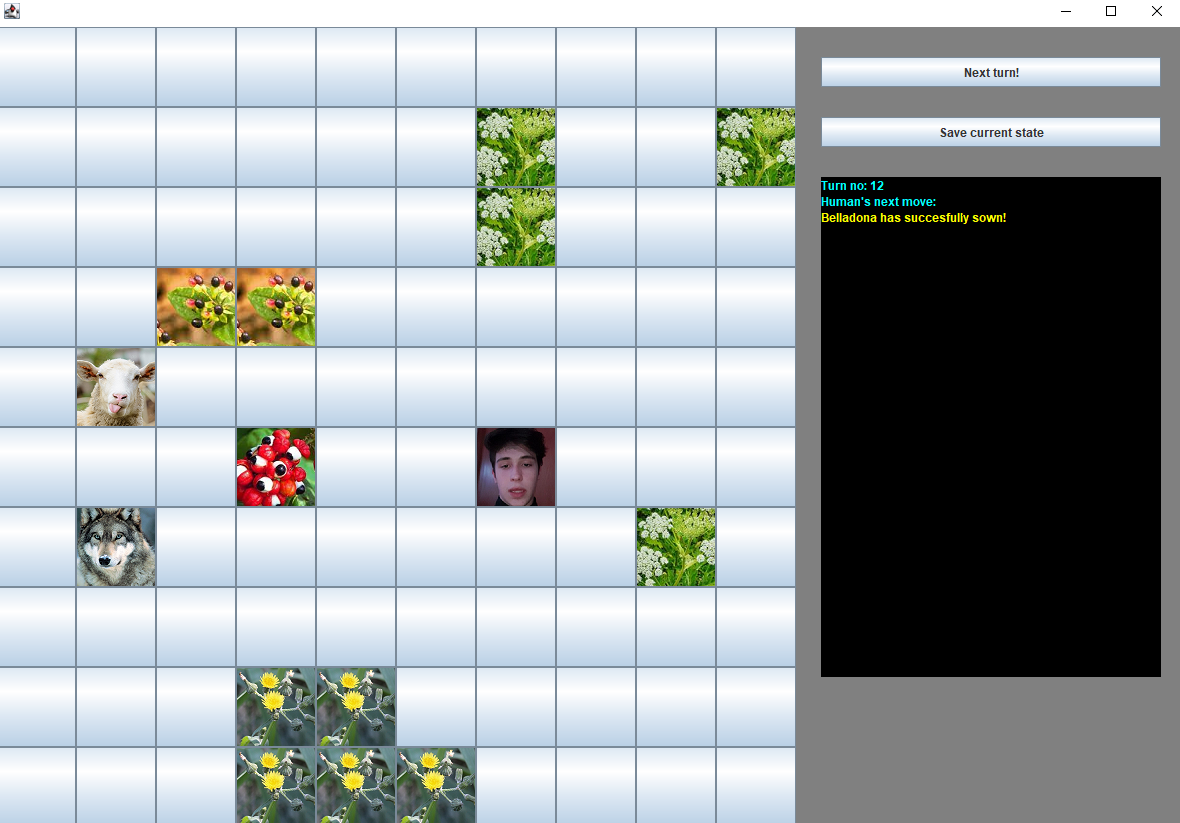 Next turn!
Save current state
Turn no: 12
Human's next move:
Belladona has succesfully sown!